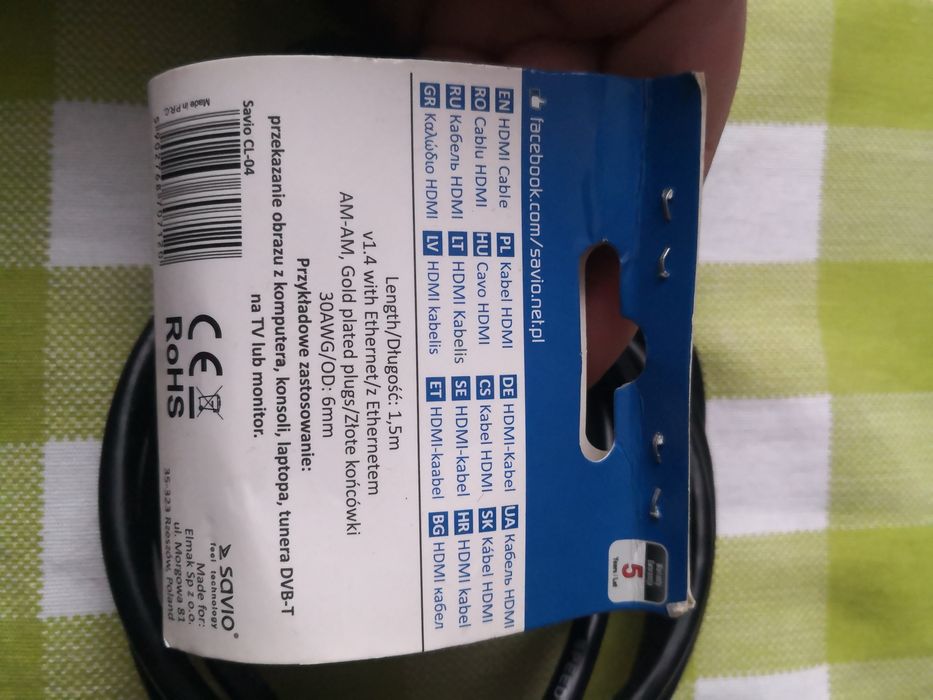 facebook.com/savio.net.pl
5
EN HDMI Cable PL Kabel HDMI DE HDMI-Kabel UA Кабель HDMI
RO Cablu HDMI HU Cavo HDMI CS Kabel HDMI SK Kábel HDMI
RU Кабель HDMI LT HDMI Kabelis SE HDMI-kabel HR HDMI kabel
GR Καλώδιο HDMI LV HDMI kabelis ET HDMI-kaabel BG HDMI кабел
Length/Długość: 1,5m
v1.4 with Ethernet/z Ethernetem
AM-AM, Gold plated plugs/Złote końcówki
30AWG/OD: 6mm
Przykładowe zastosowanie:
przekazanie obrazu z komputera, konsoli, laptopa, tunera DVB-T
na TV lub monitor.
Savio CL-04
Made in P.R.C.
CE
RoHS
SAVIO®
feel technology
Made for:
Elmak Sp z o.o.
ul. Morgowa 81
35-323 Rzeszów, Poland